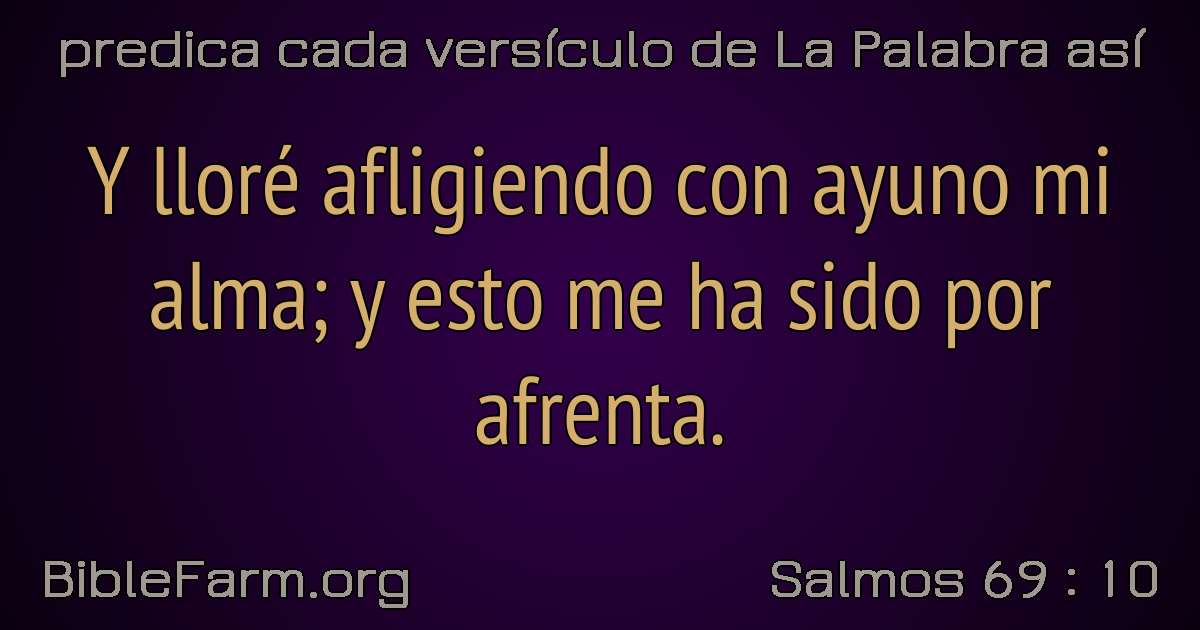 predica cada versículo de La Palabra así
Y lloré afligiendo con ayuno mi
alma; y esto me ha sido por
afrenta.
BibleFarm.org
Salmos 69 : 10